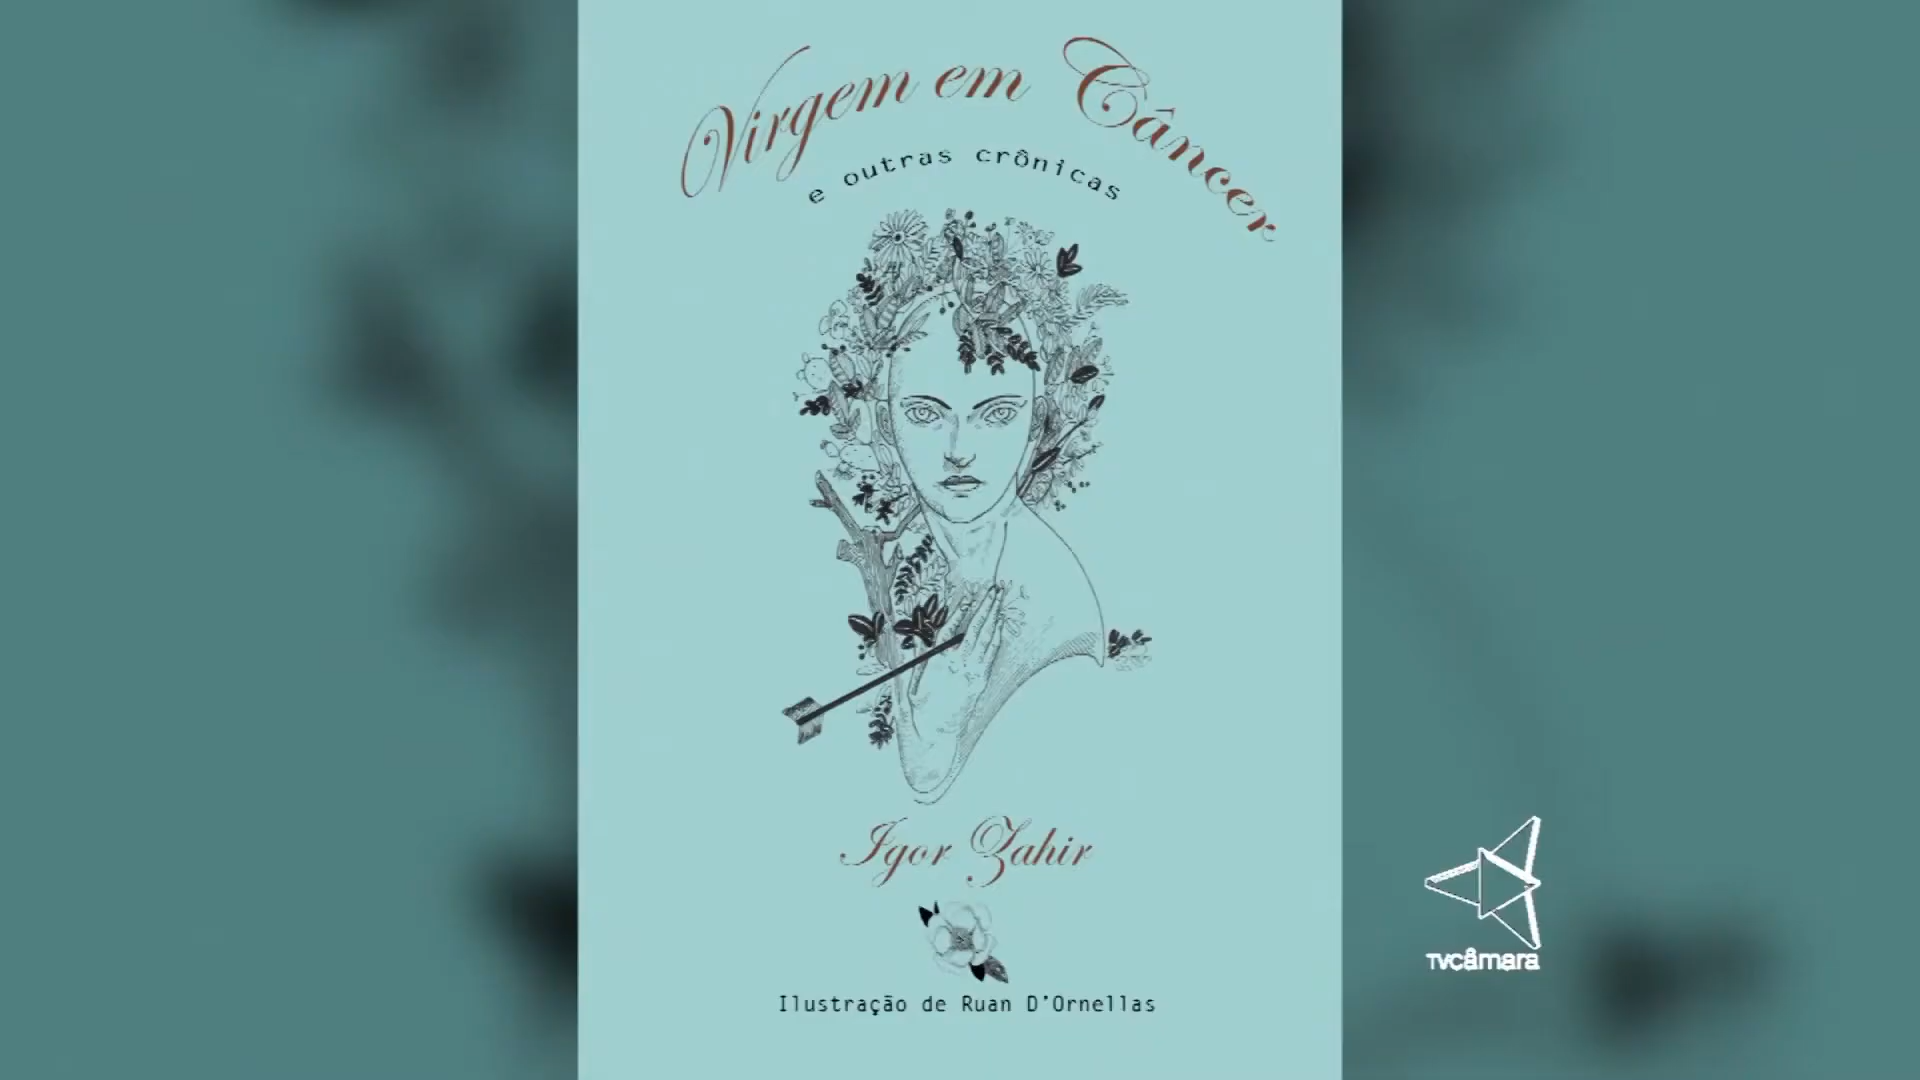 Virgem em Câncer
e outras crônicas
Igor Zahir
Ilustração de Ruan D'Ornellas
TVcâmara